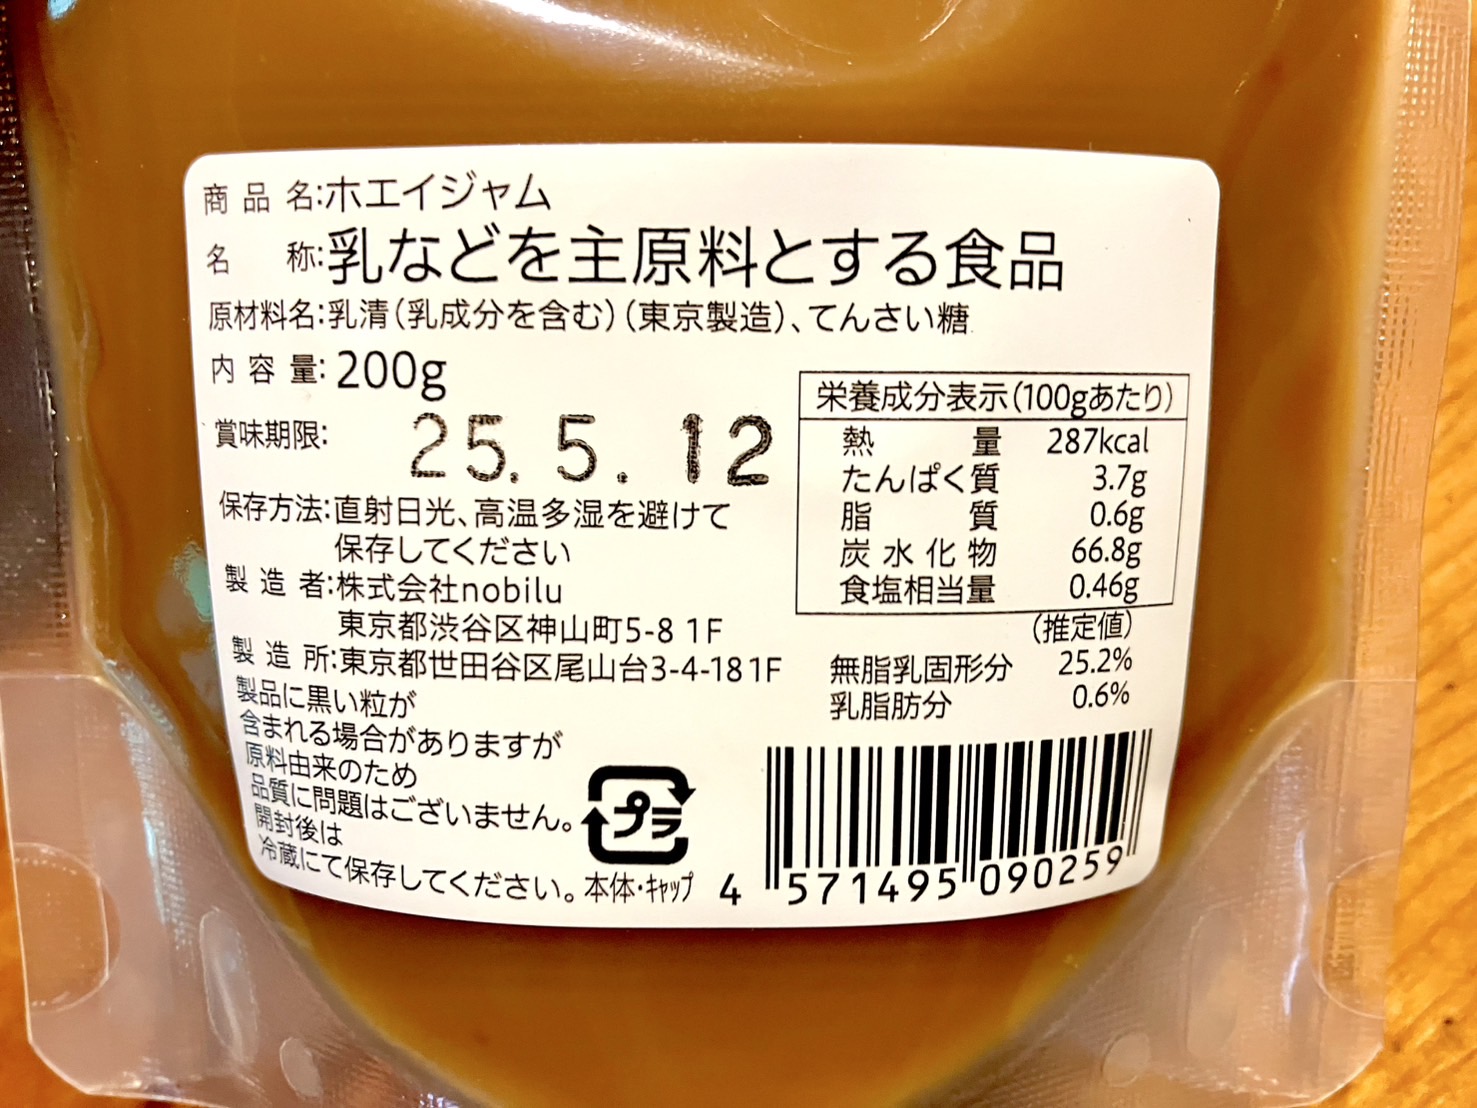 商品名:ホエイジャム
名称:乳などを主原料とする食品
原材料名:乳清(乳成分を含む)(東京製造)、てんさい糖
内容量:200g
賞味期限: 25.5.12
保存方法:直射日光、高温多湿を避けて
保存してください
製造者:株式会社nobilu
東京都渋谷区神山町5-8 1F
製造所:東京都世田谷区尾山台3-4-18 1F
製品に黒い粒が
含まれる場合がありますが
原料由来のため
品質に問題はございません。
開封後は
冷蔵にて保存してください。
プラ
本体・キャップ
栄養成分表示(100gあたり)
熱量 287kcal
たんぱく質 3.7g
脂質 0.6g
炭水化物 66.8g
食塩相当量 0.46g
(推定値)
無脂乳固形分 25.2%
乳脂肪分 0.6%
4 571495 090259